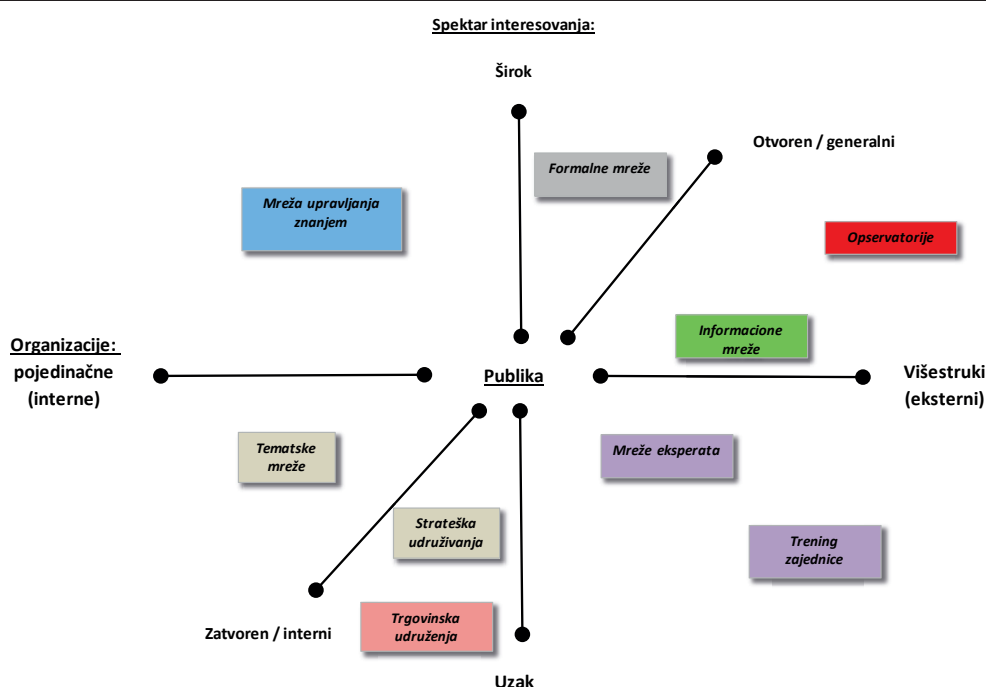 Spektar interesovanja:
Širok
Otvoren / generalni
Formalne mreže
Mreža upravljanja
znanjem
Opservatorije
Informacione
mreže
Organizacije:
pojedinačne
(interne)
Publika
Višestruki
(eksterni)
Tematske
mreže
Mreže eksperata
Strateška
udruživanja
Trening
zajednice
Zatvoren / interni
Trgovinska
udruženja
Uzak